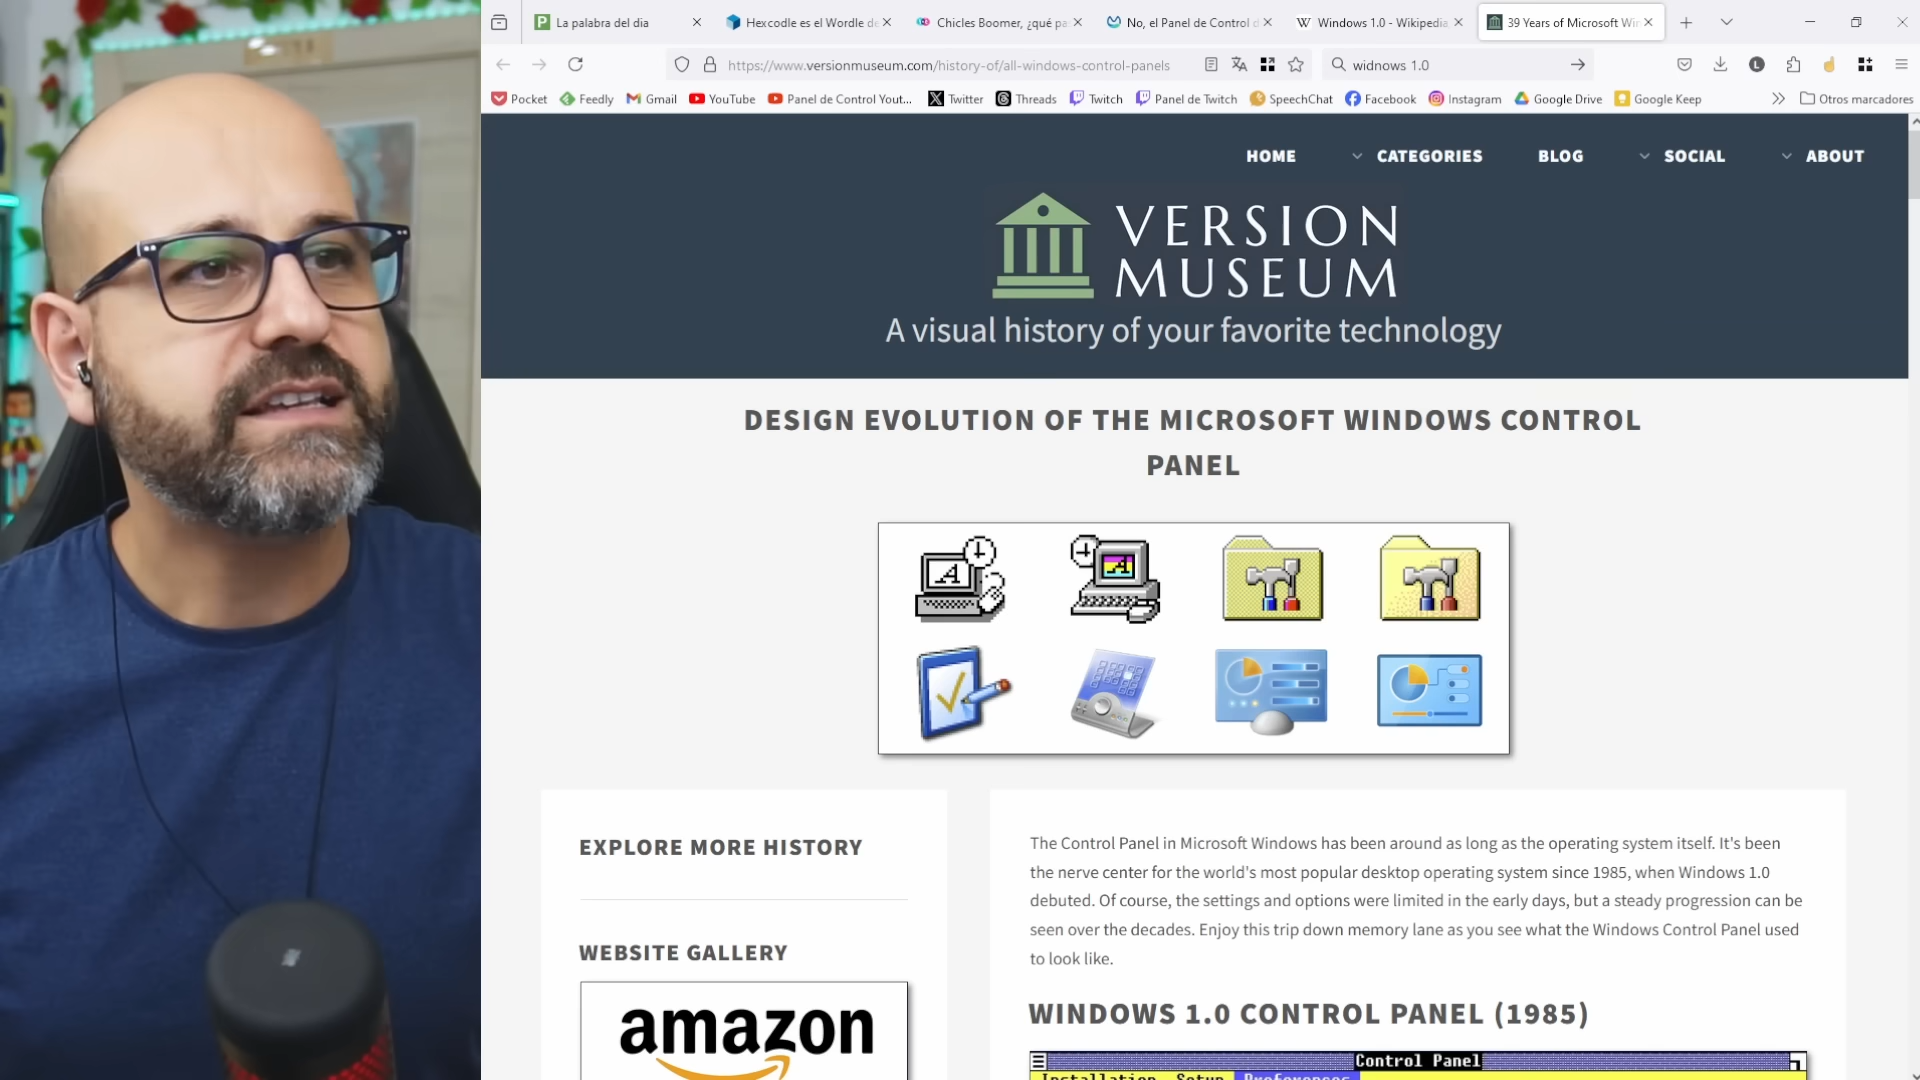 La palabra del dia
Hexcodle es el Wordle de
Chicles Boomer, ¿qué pa
No, el Panel de Control d
Windows 1.0 - Wikipedia
39 Years of Microsoft Win
https://www.versionmuseum.com/history-of/all-windows-control-panels
widnows 1.0
Pocket Feedly Gmail YouTube Panel de Control Yout... Twitter Threads Twitch Panel de Twitch SpeechChat Facebook Instagram Google Drive Google Keep Otros marcadores
HOME CATEGORIES BLOG SOCIAL ABOUT
VERSION
MUSEUM
A visual history of your favorite technology
DESIGN EVOLUTION OF THE MICROSOFT WINDOWS CONTROL
PANEL
EXPLORE MORE HISTORY
WEBSITE GALLERY
amazon
The Control Panel in Microsoft Windows has been around as long as the operating system itself. It's been
the nerve center for the world's most popular desktop operating system since 1985, when Windows 1.0
debuted. Of course, the settings and options were limited in the early days, but a steady progression can be
seen over the decades. Enjoy this trip down memory lane as you see what the Windows Control Panel used
to look like.
WINDOWS 1.0 CONTROL PANEL (1985)
Control Panel
Installation Setup Preferences